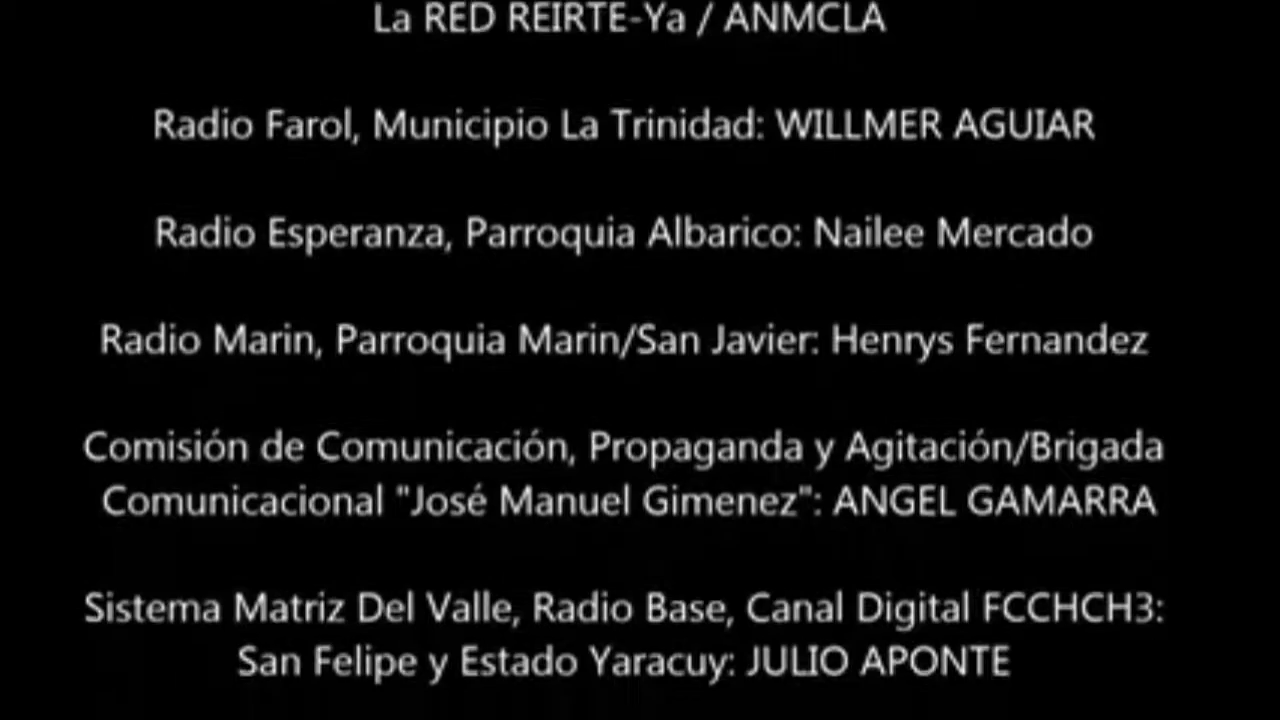 La RED REIRTE-Ya / ANMCLA
Radio Farol, Municipio La Trinidad: WILLMER AGUIAR
Radio Esperanza, Parroquia Albarico: Nailee Mercado
Radio Marin, Parroquia Marin/San Javier: Henrys Fernandez
Comisión de Comunicación, Propaganda y Agitación/Brigada
Comunicacional "José Manuel Gimenez": ANGEL GAMARRA
Sistema Matriz Del Valle, Radio Base, Canal Digital FCCHCH3:
San Felipe y Estado Yaracuy: JULIO APONTE